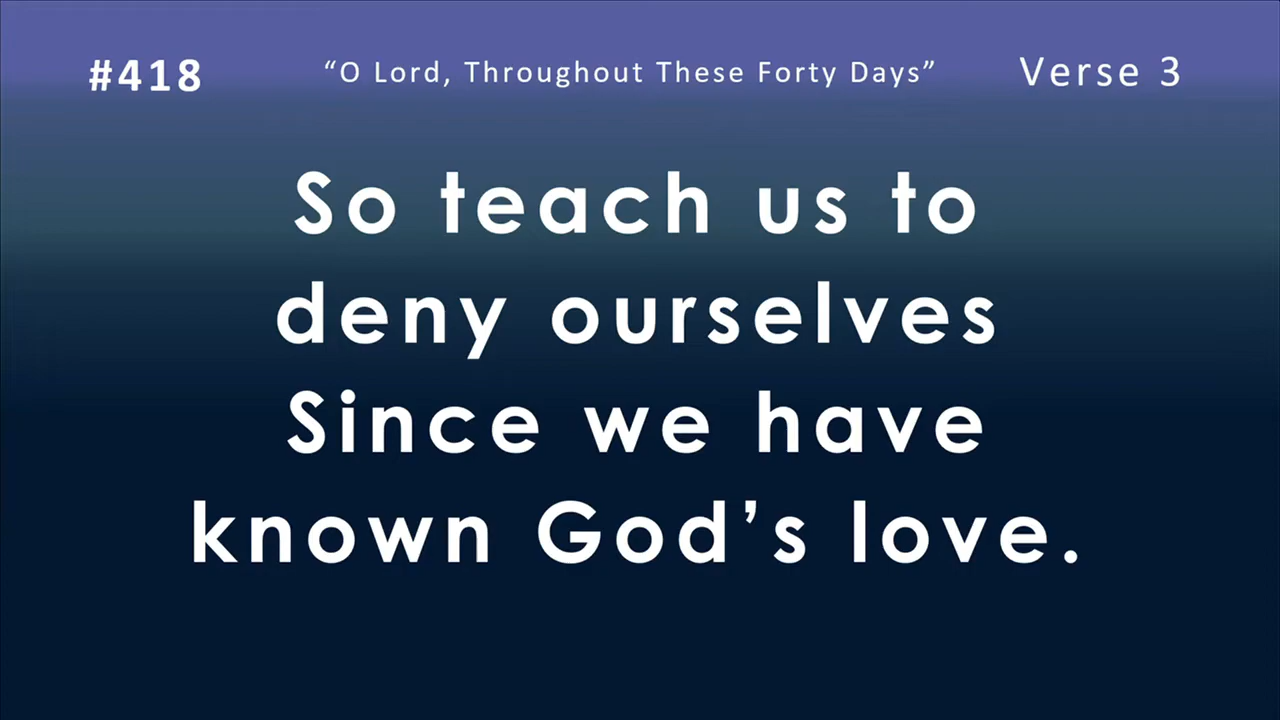 #418 “O Lord, Throughout These Forty Days” Verse 3
So teach us to
deny ourselves
Since we have
known God’s love.